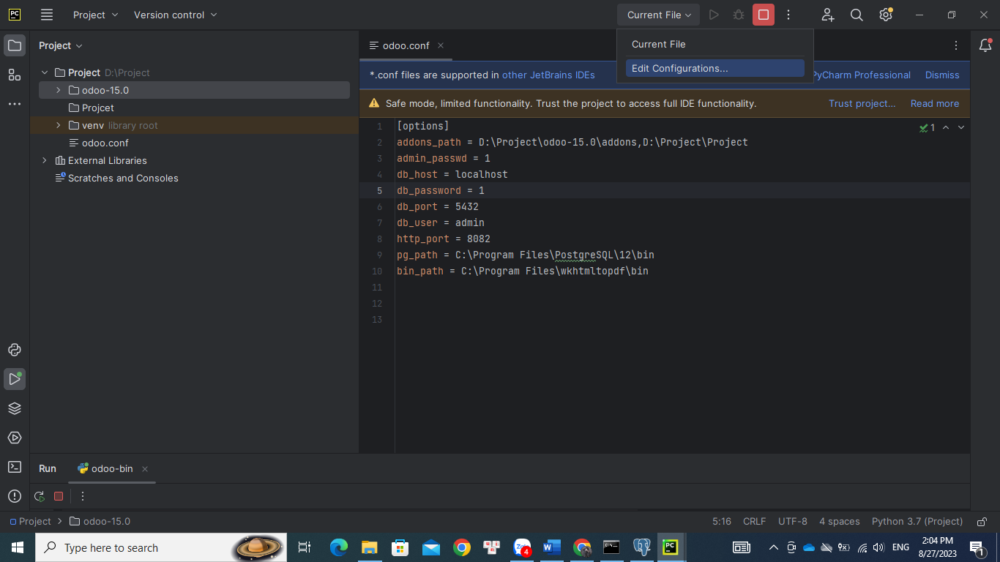 PC
Project
Version control
Current File
Project
odoo.conf
Current File
Edit Configurations...
Project D:\Project
odoo-15.0
Projcet
venv library root
odoo.conf
External Libraries
Scratches and Consoles
*.conf files are supported in other JetBrains IDEs
PyCharm Professional
Dismiss
Safe mode, limited functionality. Trust the project to access full IDE functionality.
Trust project...
Read more
1 [options]
2 addons_path = D:\Project\odoo-15.0\addons,D:\Project\Project
3 admin_passwd = 1
4 db_host = localhost
5 db_password = 1
6 db_port = 5432
7 db_user = admin
8 http_port = 8082
9 pg_path = C:\Program Files\PostgreSQL\12\bin
10 bin_path = C:\Program Files\wkhtmltopdf\bin
11
12
13
1
Run
odoo-bin
Project
odoo-15.0
5:16
CRLF
UTF-8
4 spaces
Python 3.7 (Project)
Type here to search
4
PC
ENG
2:04 PM
8/27/2023
1